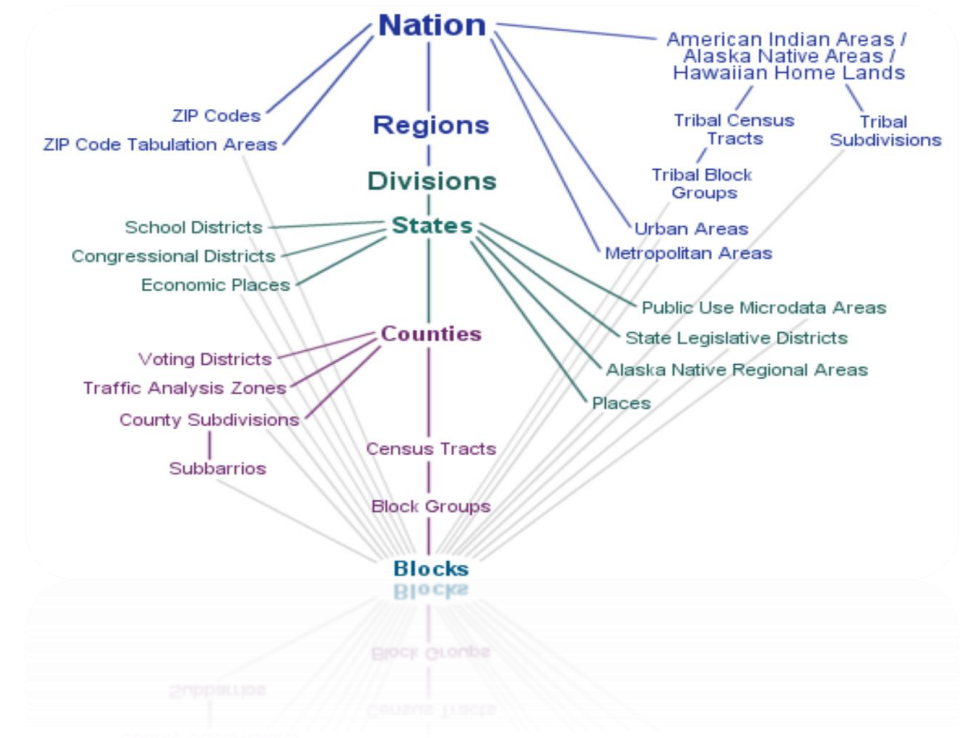 Nation
American Indian Areas /
Alaska Native Areas /
Hawaiian Home Lands
ZIP Codes
ZIP Code Tabulation Areas
Regions
Tribal Census
Tracts
Tribal
Subdivisions
Divisions
Tribal Block
Groups
States
School Districts
Congressional Districts
Economic Places
Urban Areas
Metropolitan Areas
Public Use Microdata Areas
State Legislative Districts
Alaska Native Regional Areas
Places
Counties
Voting Districts
Traffic Analysis Zones
County Subdivisions
Subbarrios
Census Tracts
Block Groups
Blocks